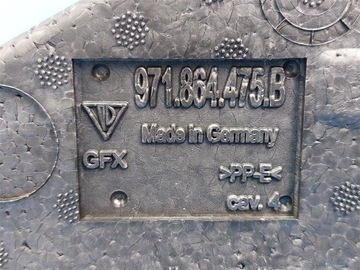 971.864.475.B
Made in Germany
GFX
>PP-E<
cav. 4